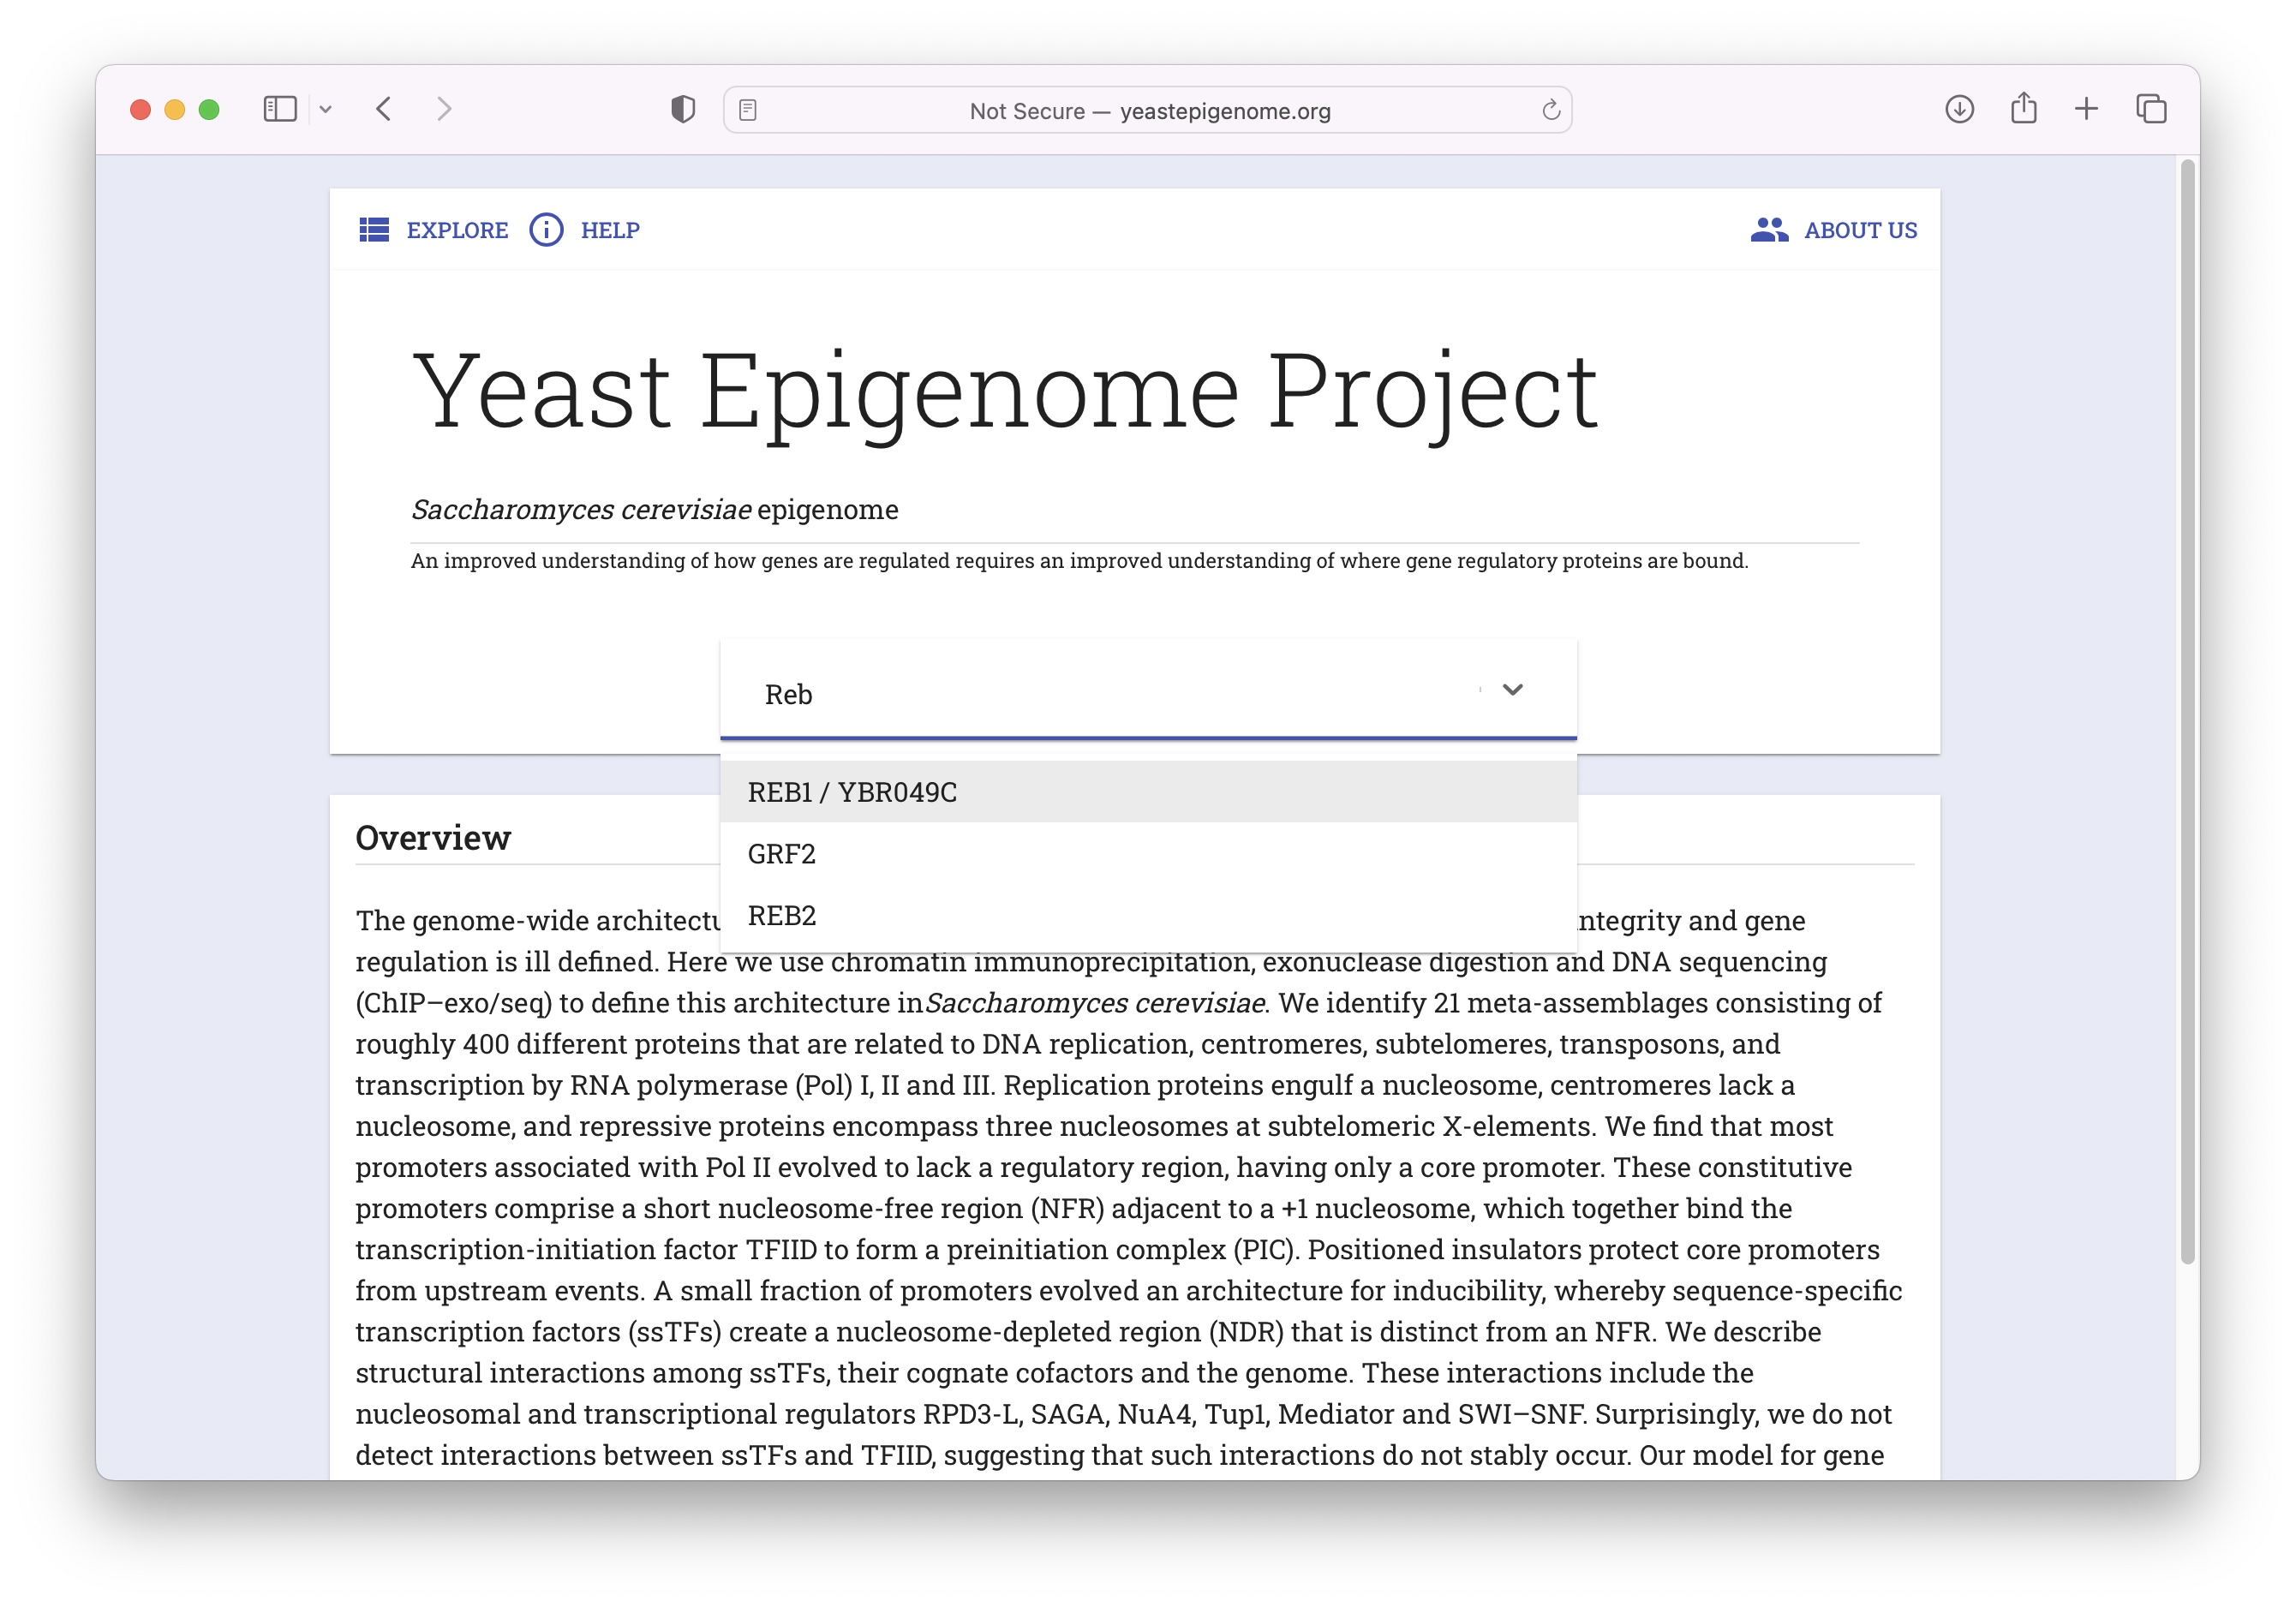 Not Secure — yeastepigenome.org
EXPLORE HELP ABOUT US
Yeast Epigenome Project
Saccharomyces cerevisiae epigenome
An improved understanding of how genes are regulated requires an improved understanding of where gene regulatory proteins are bound.
Reb
REB1 / YBR049C
GRF2
REB2
Overview
The genome-wide architectu ntegrity and gene
regulation is ill defined. Here we use chromatin immunoprecipitation, exonuclease digestion and DNA sequencing
(ChIP–exo/seq) to define this architecture inSaccharomyces cerevisiae. We identify 21 meta-assemblages consisting of
roughly 400 different proteins that are related to DNA replication, centromeres, subtelomeres, transposons, and
transcription by RNA polymerase (Pol) I, II and III. Replication proteins engulf a nucleosome, centromeres lack a
nucleosome, and repressive proteins encompass three nucleosomes at subtelomeric X-elements. We find that most
promoters associated with Pol II evolved to lack a regulatory region, having only a core promoter. These constitutive
promoters comprise a short nucleosome-free region (NFR) adjacent to a +1 nucleosome, which together bind the
transcription-initiation factor TFIID to form a preinitiation complex (PIC). Positioned insulators protect core promoters
from upstream events. A small fraction of promoters evolved an architecture for inducibility, whereby sequence-specific
transcription factors (ssTFs) create a nucleosome-depleted region (NDR) that is distinct from an NFR. We describe
structural interactions among ssTFs, their cognate cofactors and the genome. These interactions include the
nucleosomal and transcriptional regulators RPD3-L, SAGA, NuA4, Tup1, Mediator and SWI–SNF. Surprisingly, we do not
detect interactions between ssTFs and TFIID, suggesting that such interactions do not stably occur. Our model for gene